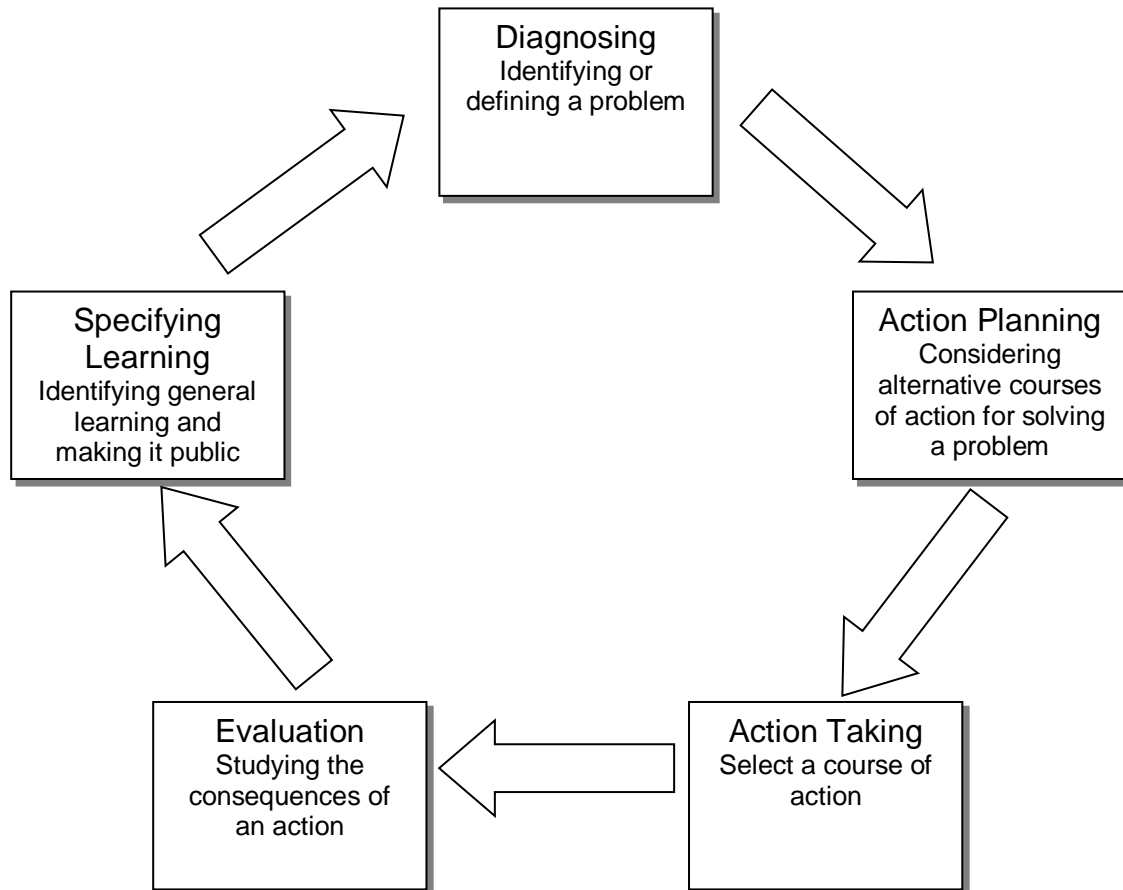 Diagnosing
Identifying or
defining a problem
Action Planning
Considering
alternative courses
of action for solving
a problem
Action Taking
Select a course of
action
Evaluation
Studying the
consequences of
an action
Specifying
Learning
Identifying general
learning and
making it public